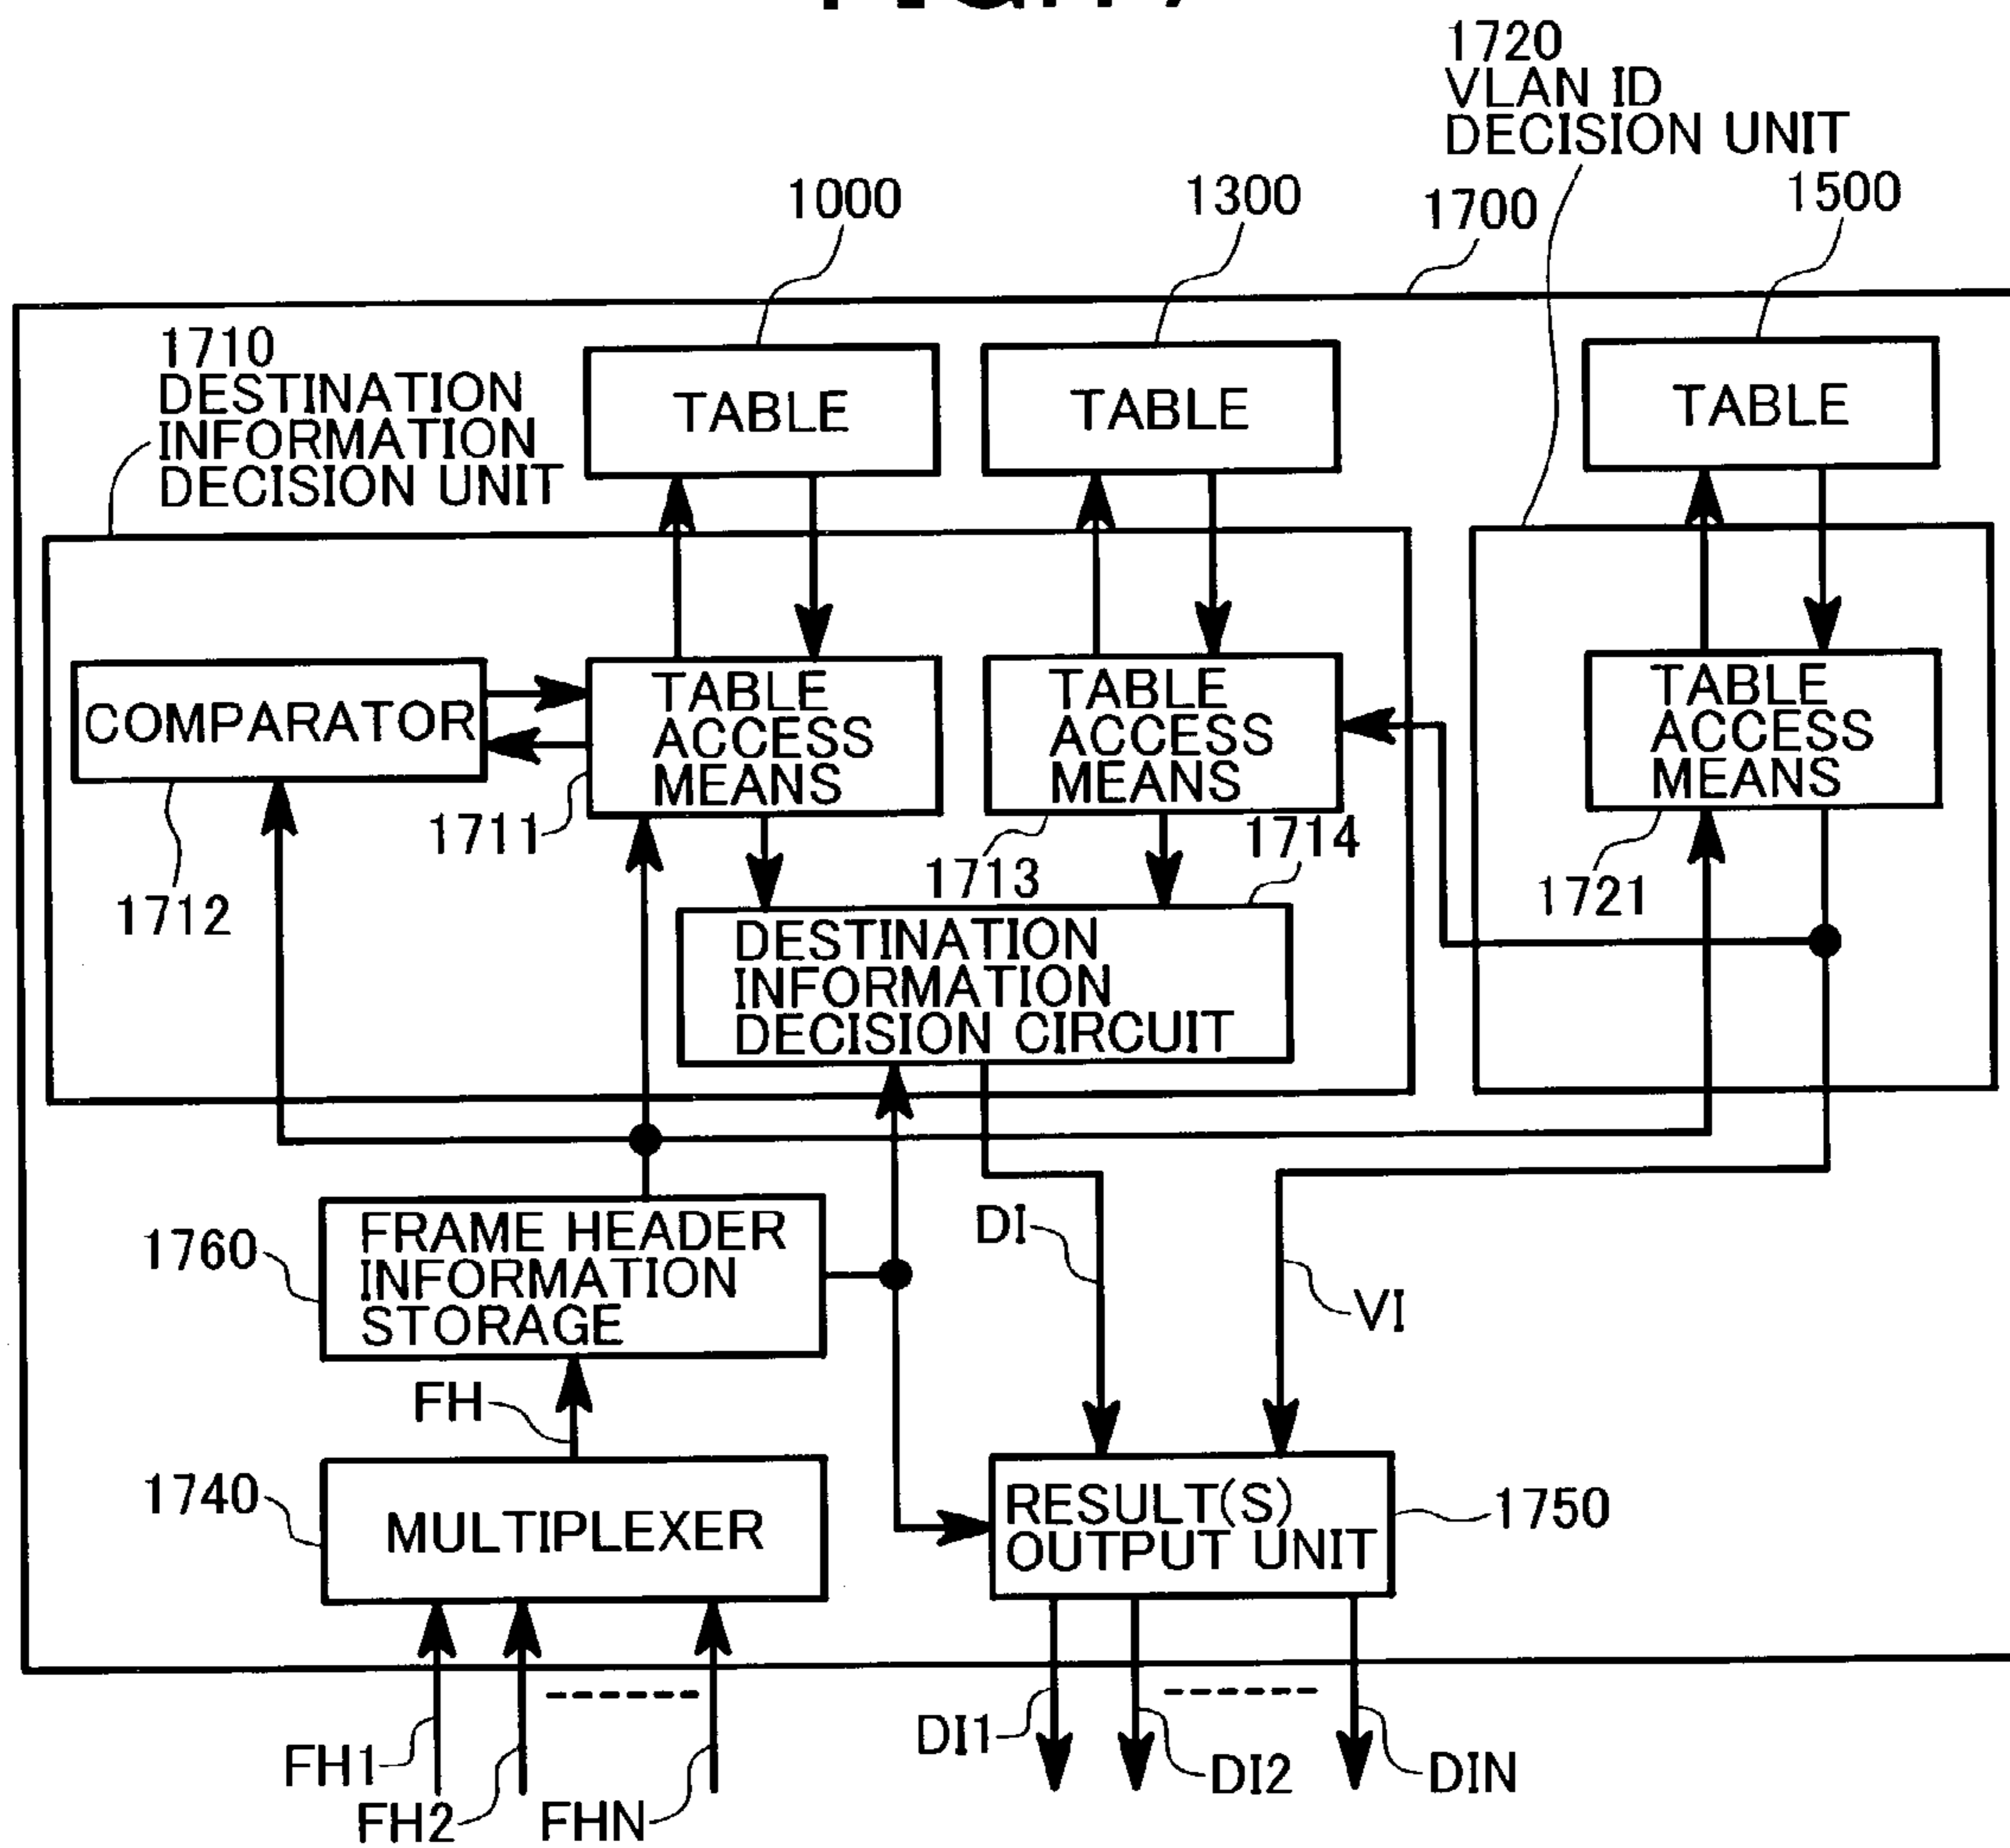 1720
VLAN ID
DECISION UNIT
1000
1300
1700
1500
1710
DESTINATION
INFORMATION
DECISION UNIT
TABLE
TABLE
TABLE
COMPARATOR
TABLE
ACCESS
MEANS
TABLE
ACCESS
MEANS
TABLE
ACCESS
MEANS
1711
1712
1713
1714
1721
DESTINATION
INFORMATION
DECISION CIRCUIT
1760
FRAME HEADER
INFORMATION
STORAGE
DI
VI
FH
1740
MULTIPLEXER
RESULT(S)
OUTPUT UNIT
1750
FH1
FH2
FHN
DI1
DI2
DIN